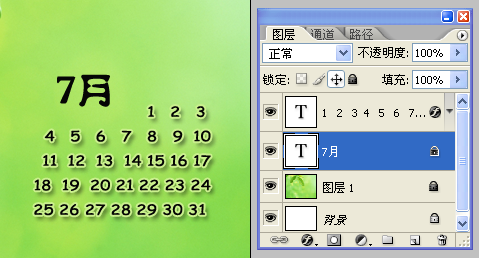 7月
1 2 3
4 5 6 7 8 9 10
11 12 13 14 15 16 17
18 19 20 21 22 23 24
25 26 27 28 29 30 31
图层 通道 路径
正常 不透明度: 100%
锁定: 填充: 100%
T 1 2 3 4 5 6 7...
T 7月
图层 1
背景